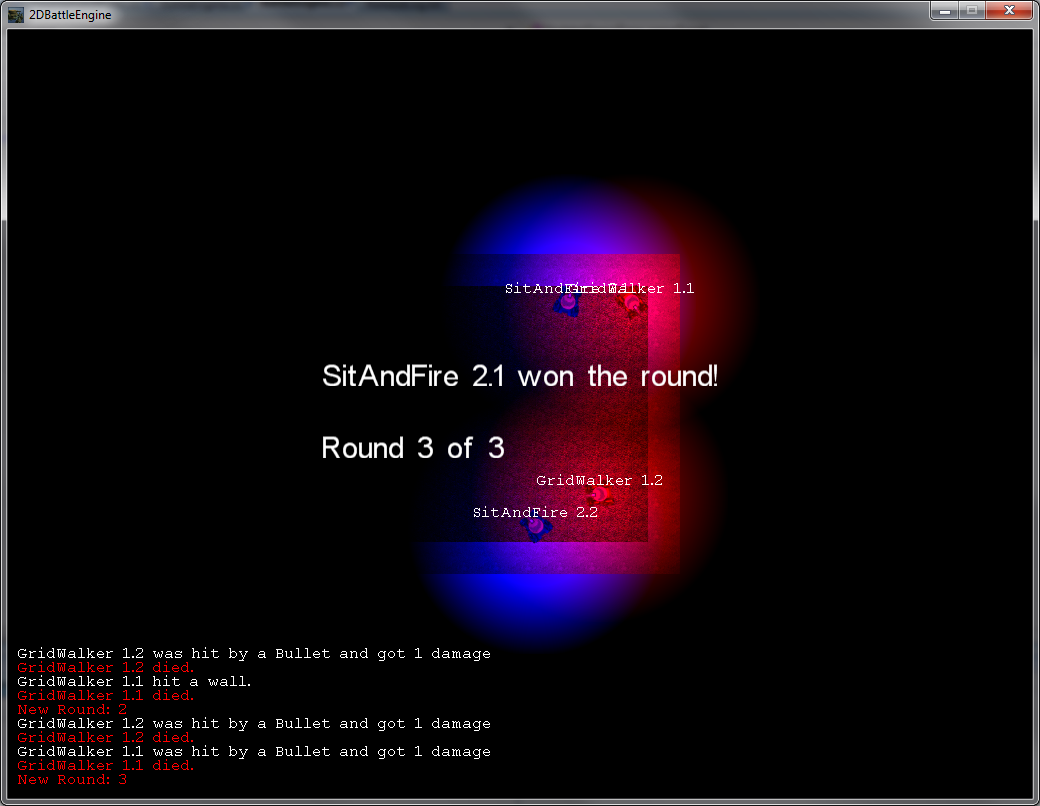 2DBattleEngine
SitAndFire 2.1 GridWalker 1.1
SitAndFire 2.1 won the round!
Round 3 of 3
GridWalker 1.2
SitAndFire 2.2
GridWalker 1.2 was hit by a Bullet and got 1 damage
GridWalker 1.2 died.
GridWalker 1.1 hit a wall.
GridWalker 1.1 died.
New Round: 2
GridWalker 1.2 was hit by a Bullet and got 1 damage
GridWalker 1.2 died.
GridWalker 1.1 was hit by a Bullet and got 1 damage
GridWalker 1.1 died.
New Round: 3